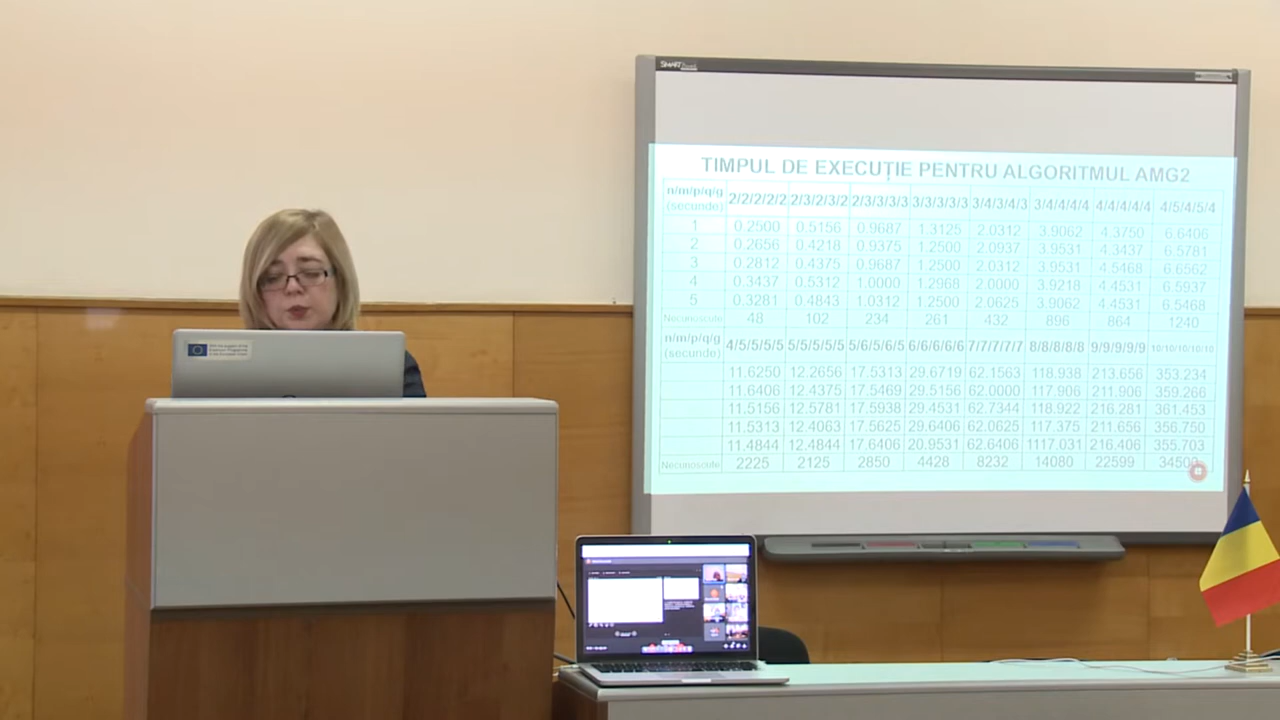 SMART
TIMPUL DE EXECUȚIE PENTRU ALGORITMUL AMG2
n/m/p/q/g (secunde) 2/2/2/2/2 2/3/2/3/2 2/3/3/3/3 3/3/3/3/3 3/4/3/4/3 3/4/4/4/4 4/4/4/4/4 4/5/4/5/4
1 0.2500 0.5156 0.9687 1.3125 2.0312 3.9062 4.3750 6.6406
2 0.2656 0.4218 0.9375 1.2500 2.0937 3.9531 4.3437 6.5781
3 0.2812 0.4375 0.9687 1.2500 2.0312 3.9531 4.5468 6.6562
4 0.3437 0.5312 1.0000 1.2968 2.0000 3.9218 4.4531 6.5937
5 0.3281 0.4843 1.0312 1.2500 2.0625 3.9062 4.4531 6.5468
Necunoscute 48 102 234 261 432 896 864 1240
n/m/p/q/g (secunde) 4/5/5/5/5 5/5/5/5/5 5/6/5/6/5 6/6/6/6/6 7/7/7/7/7 8/8/8/8/8 9/9/9/9/9 10/10/10/10/10
11.6250 12.2656 17.5313 29.6719 62.1563 118.938 213.656 353.234
11.6406 12.4375 17.5469 29.5156 62.0000 117.906 211.906 359.266
11.5156 12.5781 17.5938 29.4531 62.7344 118.922 216.281 361.453
11.5313 12.4063 17.5625 29.6406 62.0625 117.375 211.656 356.750
11.4844 12.4844 17.6406 20.9531 62.6406 1117.031 216.406 355.703
Necunoscute 2225 2125 2850 4428 8232 14080 22599 34500